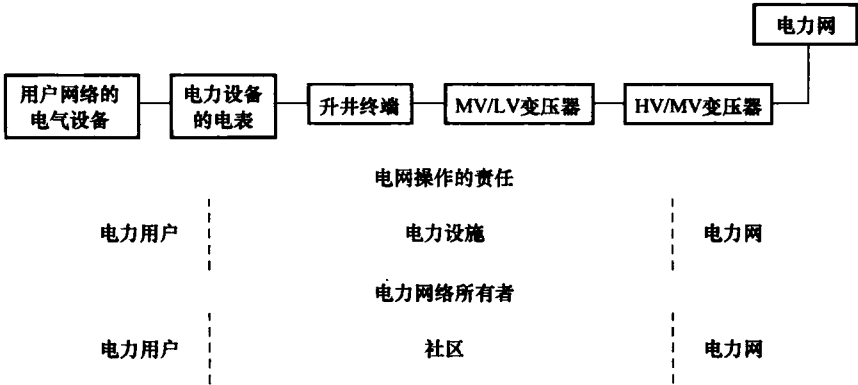 电力网
用户网络的
电气设备
电力设备
的电表
升井终端
MV/LV变压器
HV/MV变压器
电网操作的责任
电力用户
电力设施
电力网
电力网络所有者
电力用户
社区
电力网